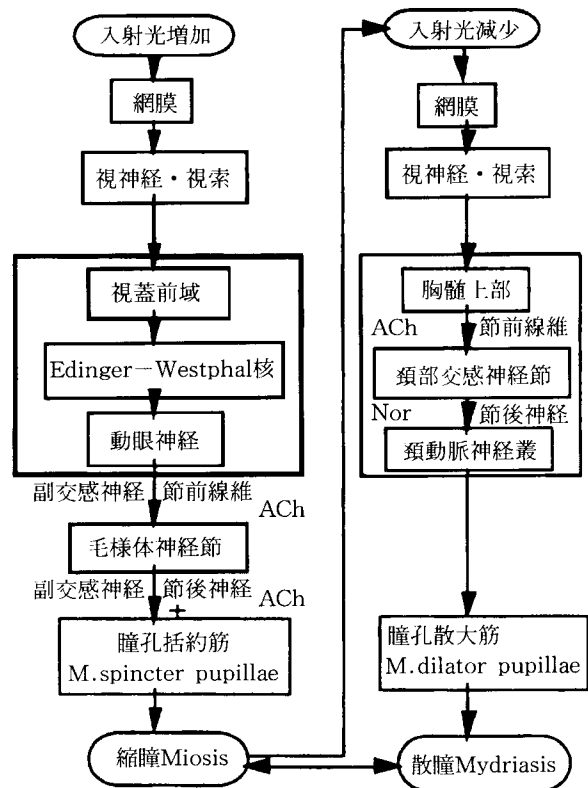 入射光増加
網膜
視神経・視索
視蓋前域
Edinger－Westphal核
動眼神経
副交感神経 節前線維
ACh
毛様体神経節
副交感神経 節後神経
+
ACh
瞳孔括約筋
M.spincter pupillae
縮瞳Miosis
入射光減少
網膜
視神経・視索
胸髄上部
ACh 節前線維
頚部交感神経節
Nor 節後神経
頚動脈神経叢
瞳孔散大筋
M.dilator pupillae
散瞳Mydriasis